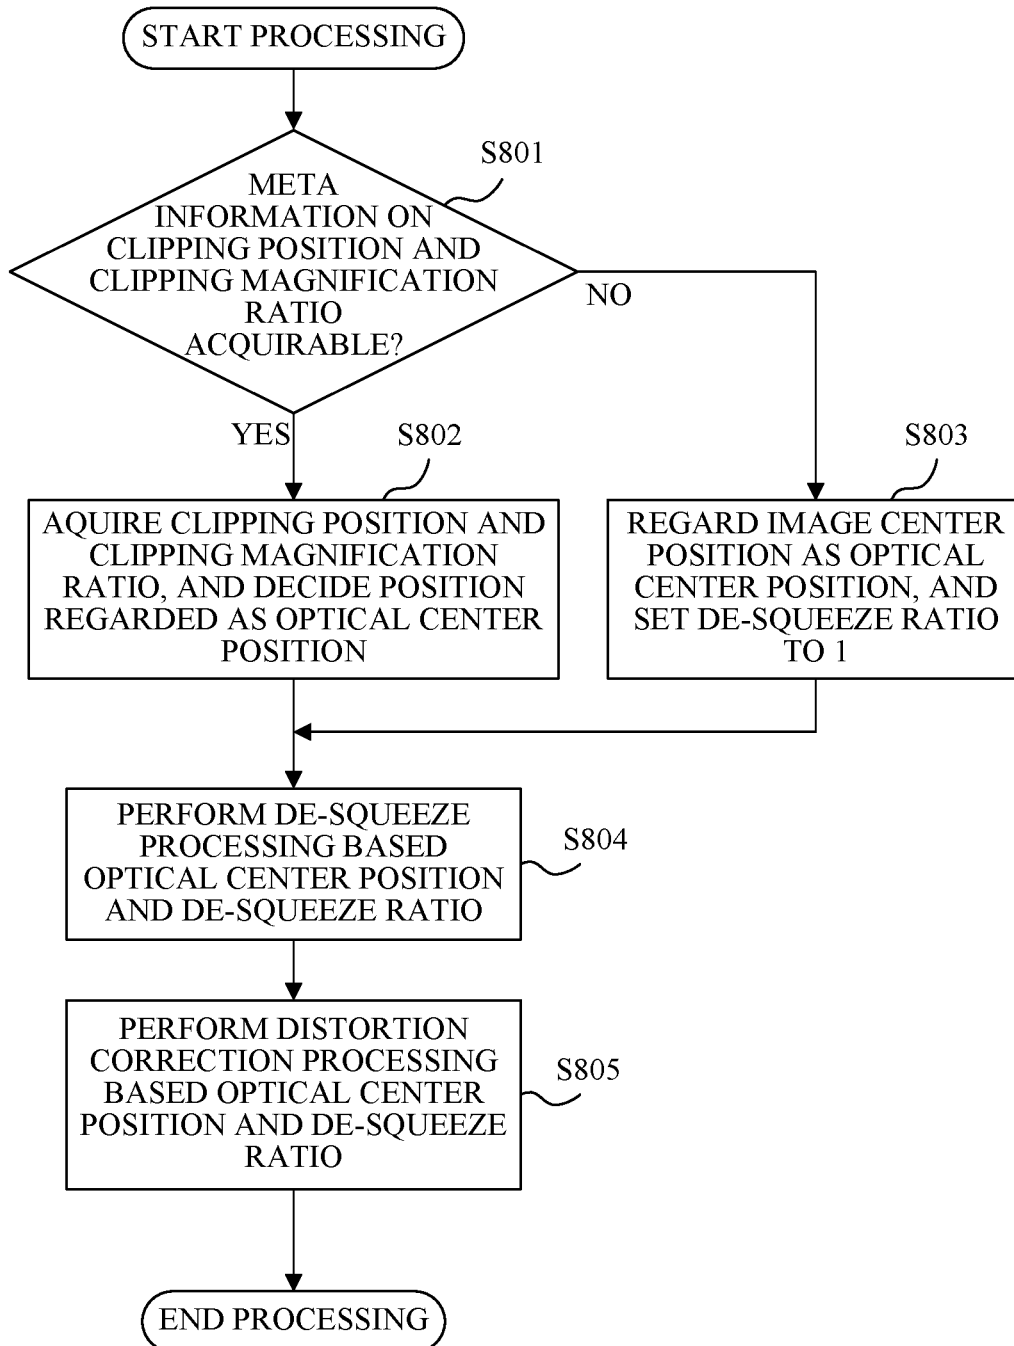 START PROCESSING
S801
META
INFORMATION ON
CLIPPING POSITION AND
CLIPPING MAGNIFICATION
RATIO
ACQUIRABLE?
NO
YES
S802
S803
AQUIRE CLIPPING POSITION AND
CLIPPING MAGNIFICATION
RATIO, AND DECIDE POSITION
REGARDED AS OPTICAL CENTER
POSITION
REGARD IMAGE CENTER
POSITION AS OPTICAL
CENTER POSITION, AND
SET DE-SQUEEZE RATIO
TO 1
PERFORM DE-SQUEEZE
PROCESSING BASED
OPTICAL CENTER POSITION
AND DE-SQUEEZE RATIO
S804
PERFORM DISTORTION
CORRECTION PROCESSING
BASED OPTICAL CENTER
POSITION AND DE-SQUEEZE
RATIO
S805
END PROCESSING